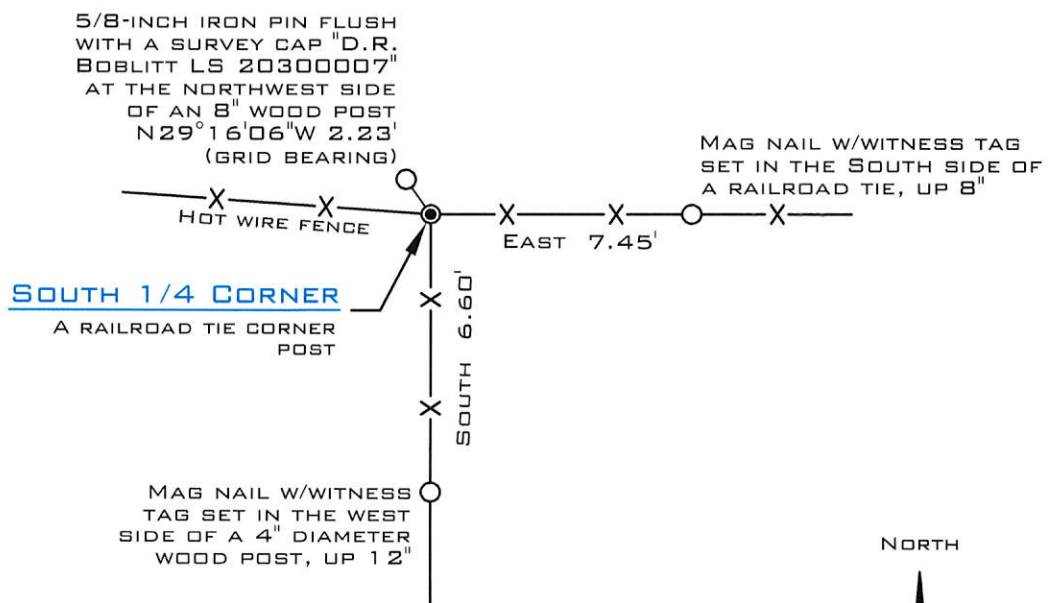 5/8-INCH IRON PIN FLUSH
WITH A SURVEY CAP "D.R.
BOBLITT LS 20300007"
AT THE NORTHWEST SIDE
OF AN 8" WOOD POST
N29°16'06"W 2.23'
(GRID BEARING)
MAG NAIL W/WITNESS TAG
SET IN THE SOUTH SIDE OF
A RAILROAD TIE, UP 8"
HOT WIRE FENCE
EAST 7.45'
SOUTH 1/4 CORNER
A RAILROAD TIE CORNER
POST
SOUTH 6.60'
MAG NAIL W/WITNESS
TAG SET IN THE WEST
SIDE OF A 4" DIAMETER
WOOD POST, UP 12"
NORTH